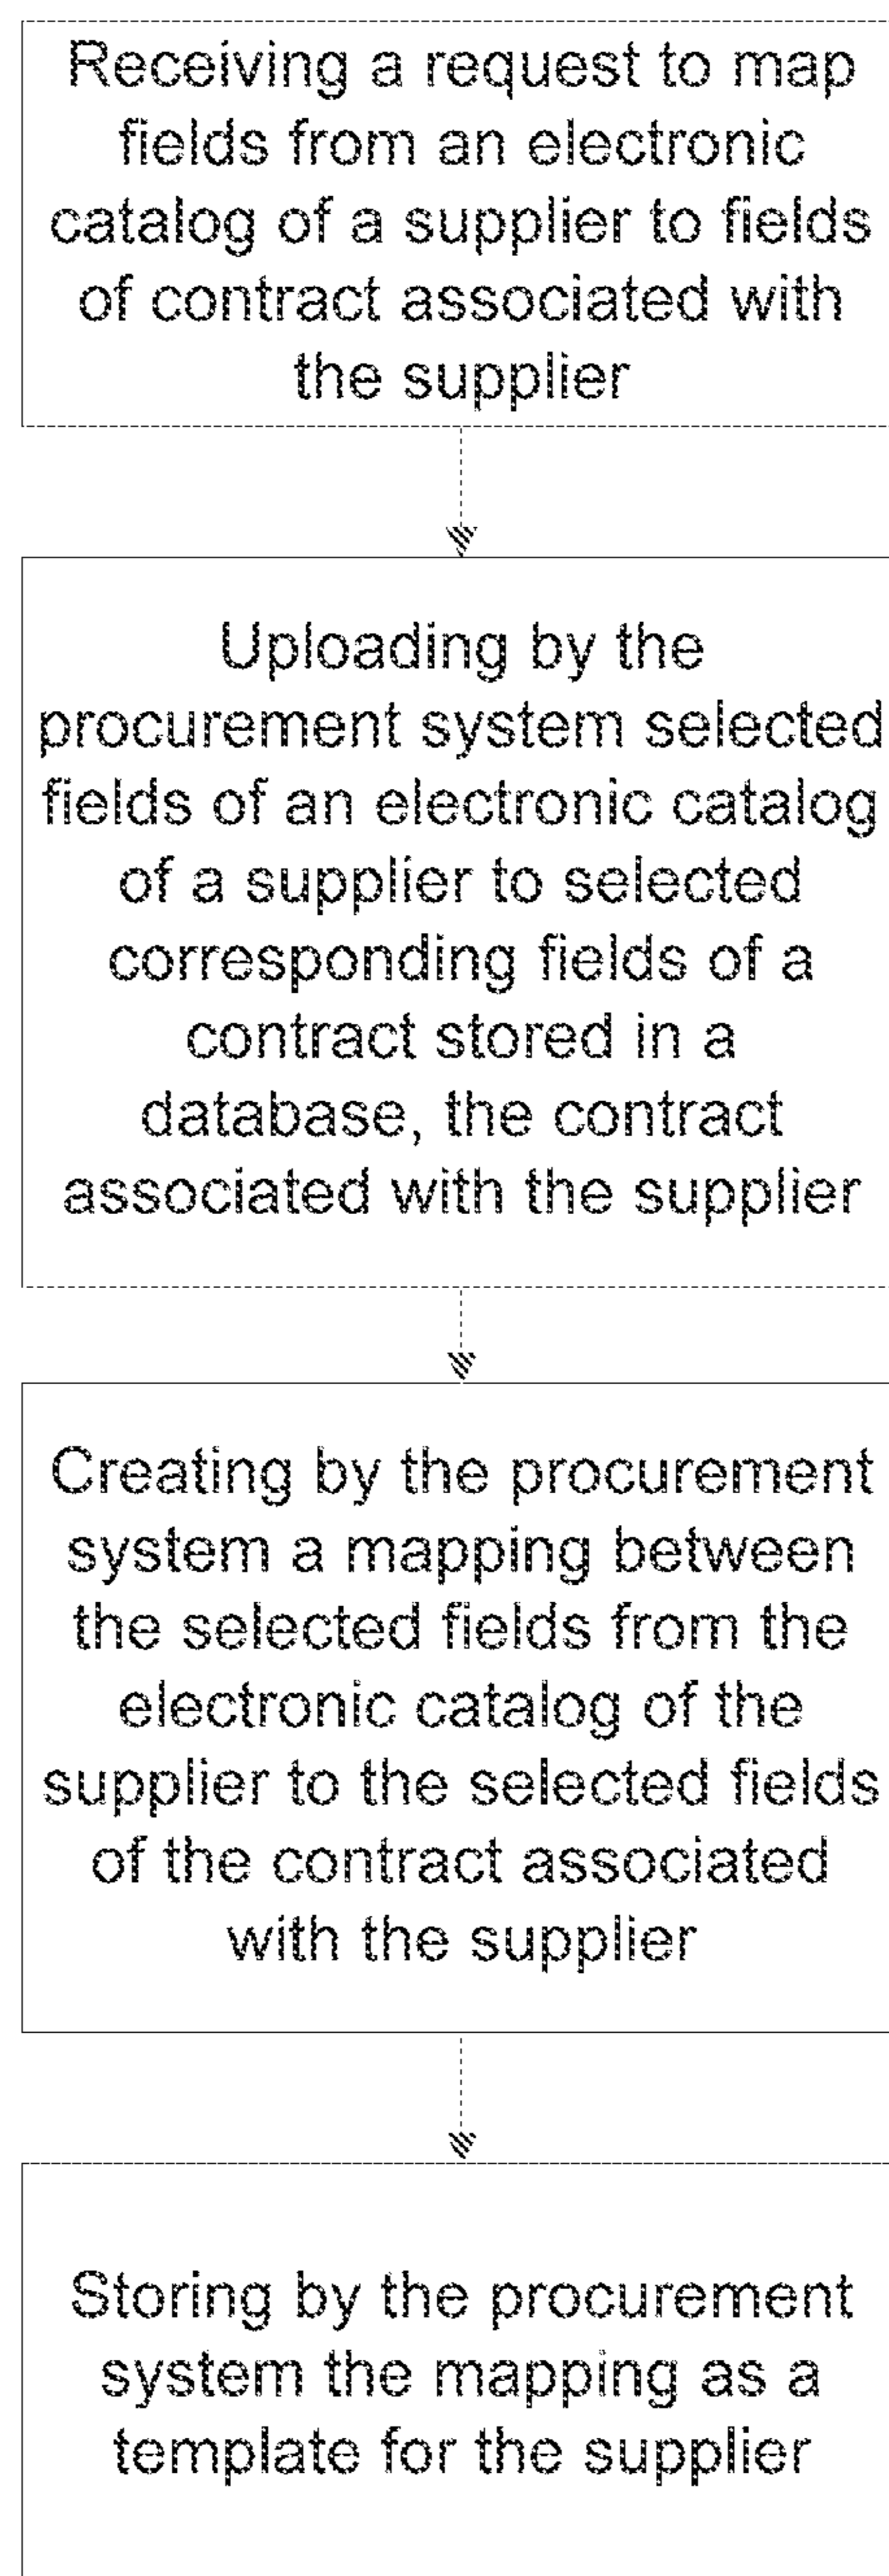 Receiving a request to map
fields from an electronic
catalog of a supplier to fields
of contract associated with
the supplier
Uploading by the
procurement system selected
fields of an electronic catalog
of a supplier to selected
corresponding fields of a
contract stored in a
database, the contract
associated with the supplier
Creating by the procurement
system a mapping between
the selected fields from the
electronic catalog of the
supplier to the selected fields
of the contract associated
with the supplier
Storing by the procurement
system the mapping as a
template for the supplier